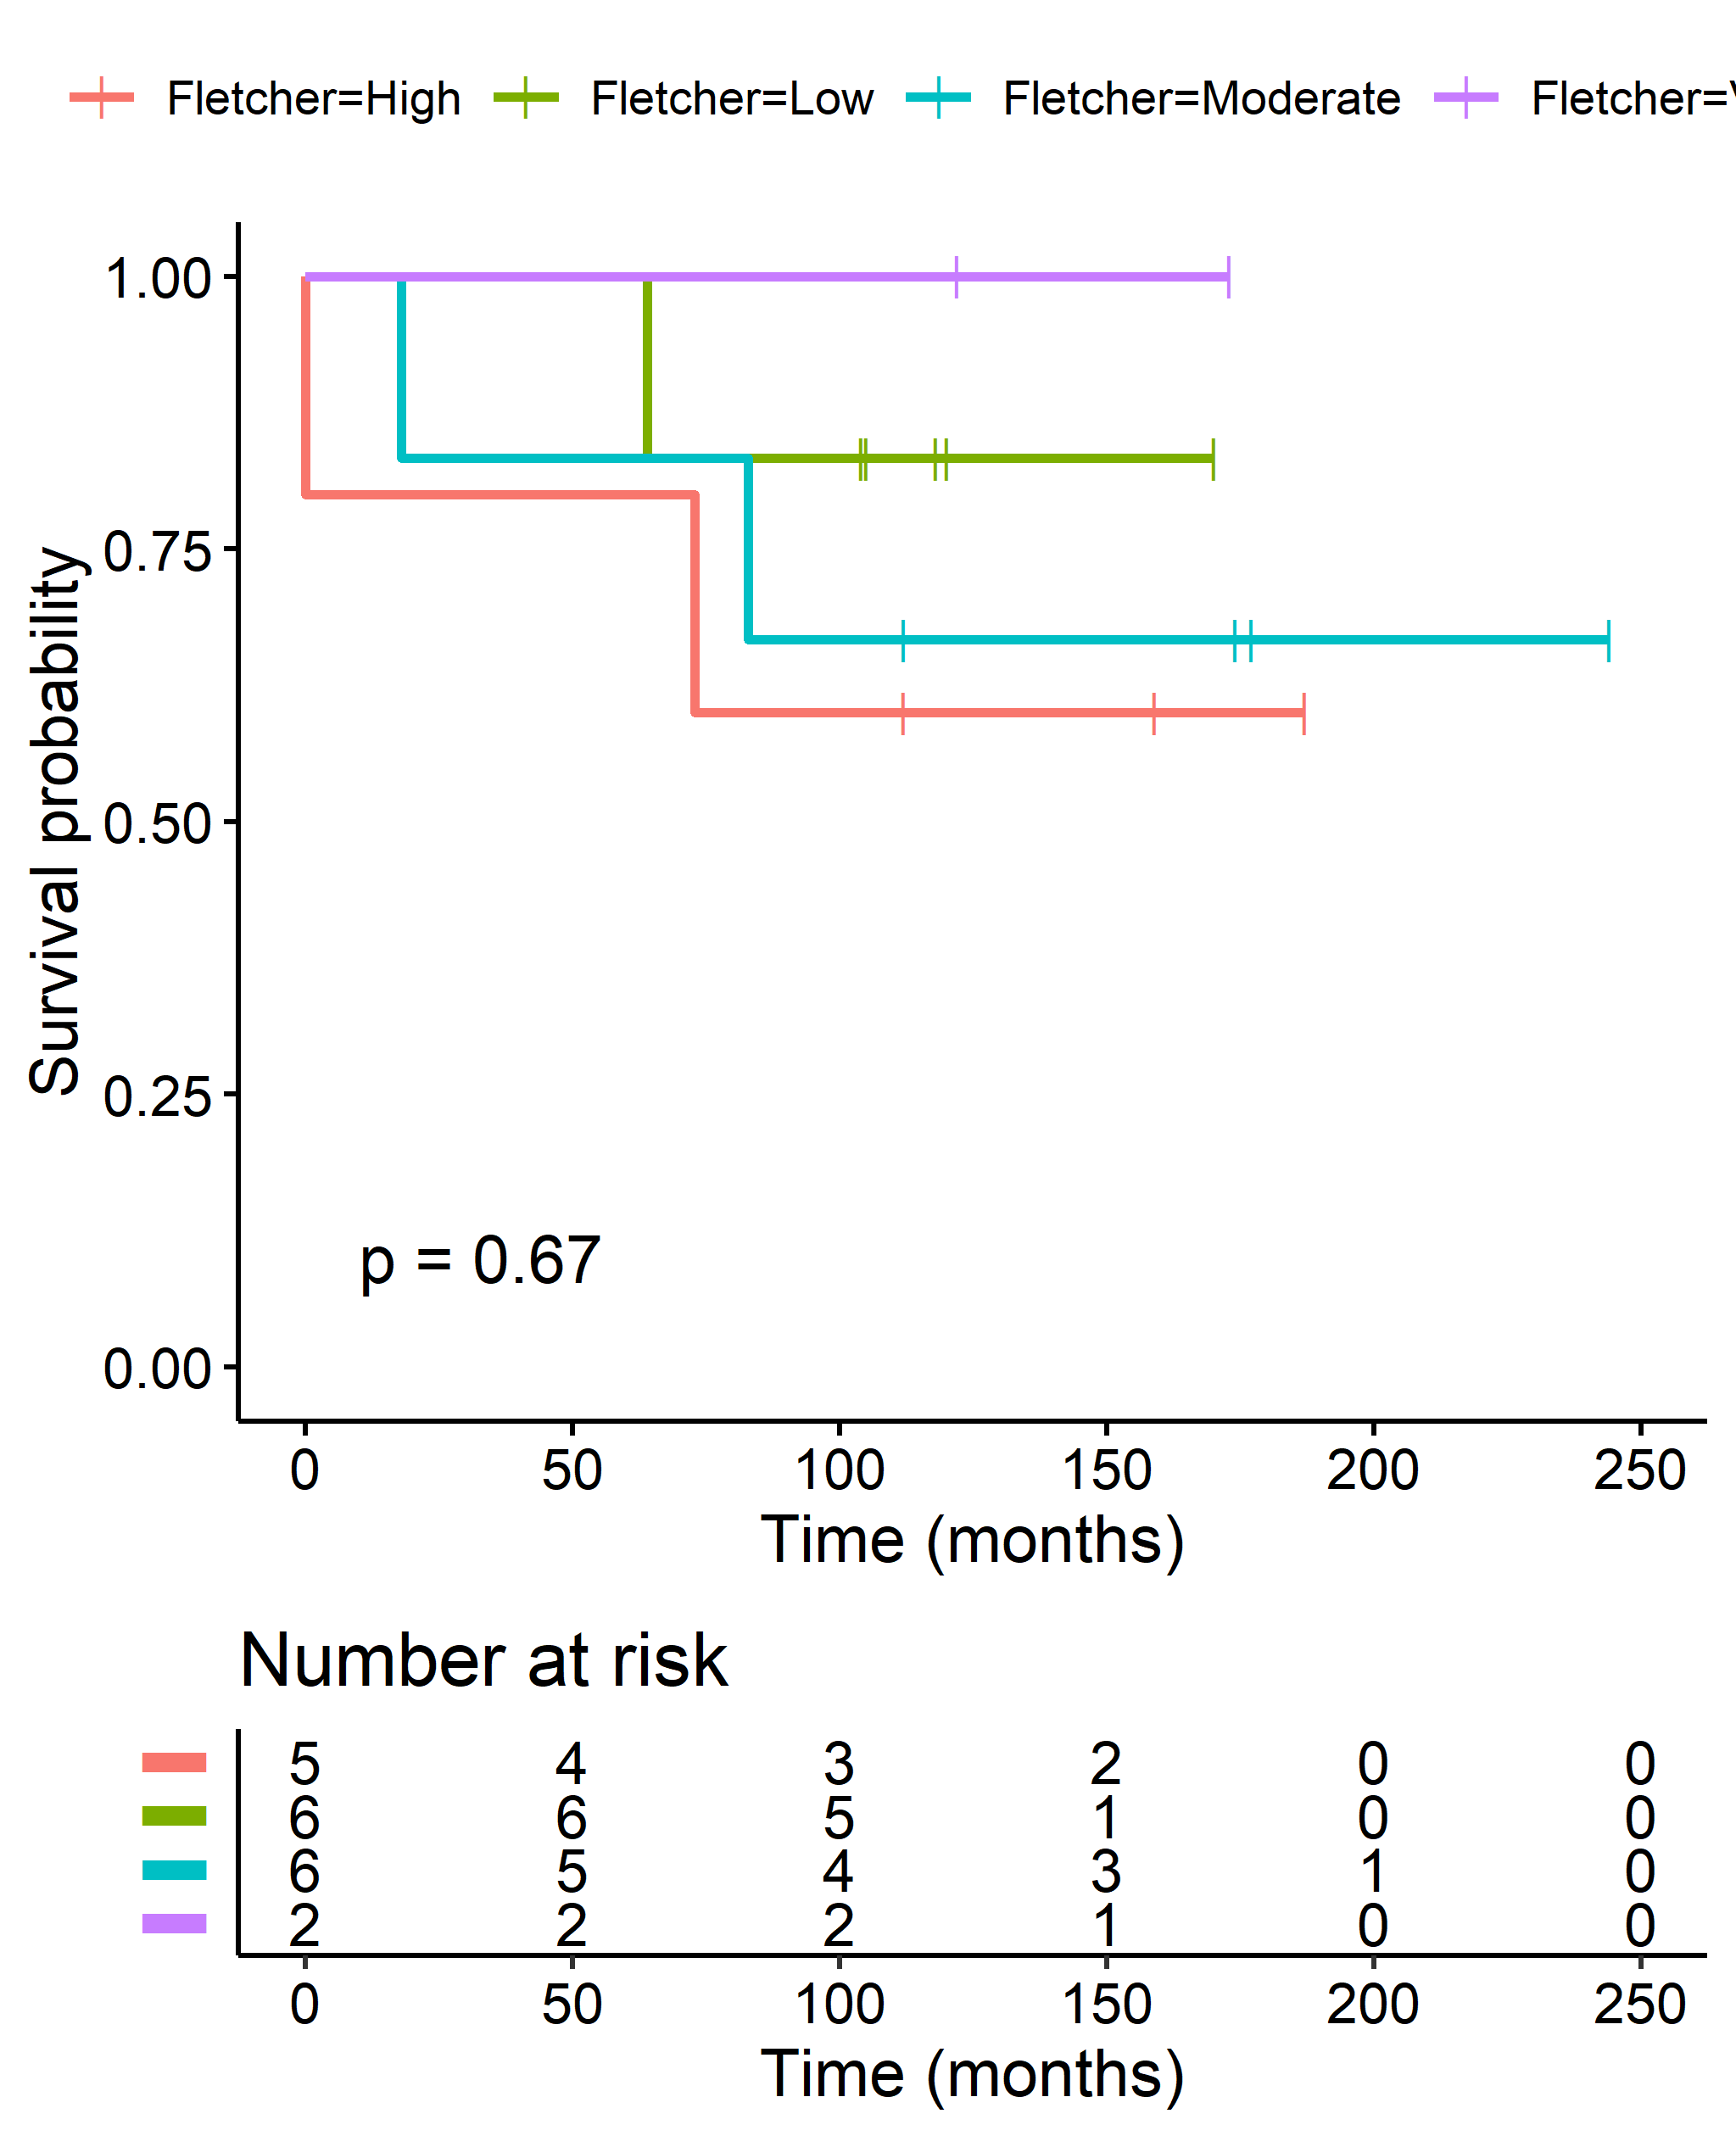 Fletcher=High Fletcher=Low Fletcher=Moderate Fletcher=
1.00
0.75
0.50
0.25
0.00
Survival probability
p = 0.67
0 50 100 150 200 250
Time (months)
Number at risk
5 4 3 2 0 0
6 6 5 1 0 0
6 5 4 3 1 0
2 2 2 1 0 0
0 50 100 150 200 250
Time (months)